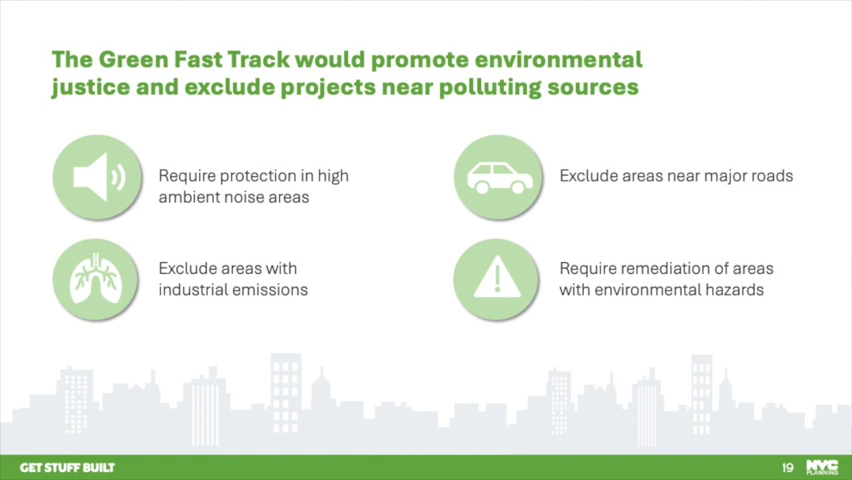 The Green Fast Track would promote environmental
justice and exclude projects near polluting sources
Require protection in high
ambient noise areas
Exclude areas near major roads
Exclude areas with
industrial emissions
Require remediation of areas
with environmental hazards
GET STUFF BUILT
19
NYC
PLANNING